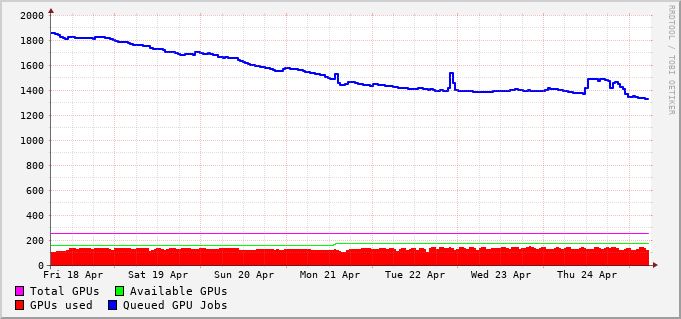 RRDTOOL / TOBI OETIKER
2000
1800
1600
1400
1200
1000
800
600
400
200
0
Fri 18 Apr Sat 19 Apr Sun 20 Apr Mon 21 Apr Tue 22 Apr Wed 23 Apr Thu 24 Apr
Total GPUs Available GPUs
GPUs used Queued GPU Jobs